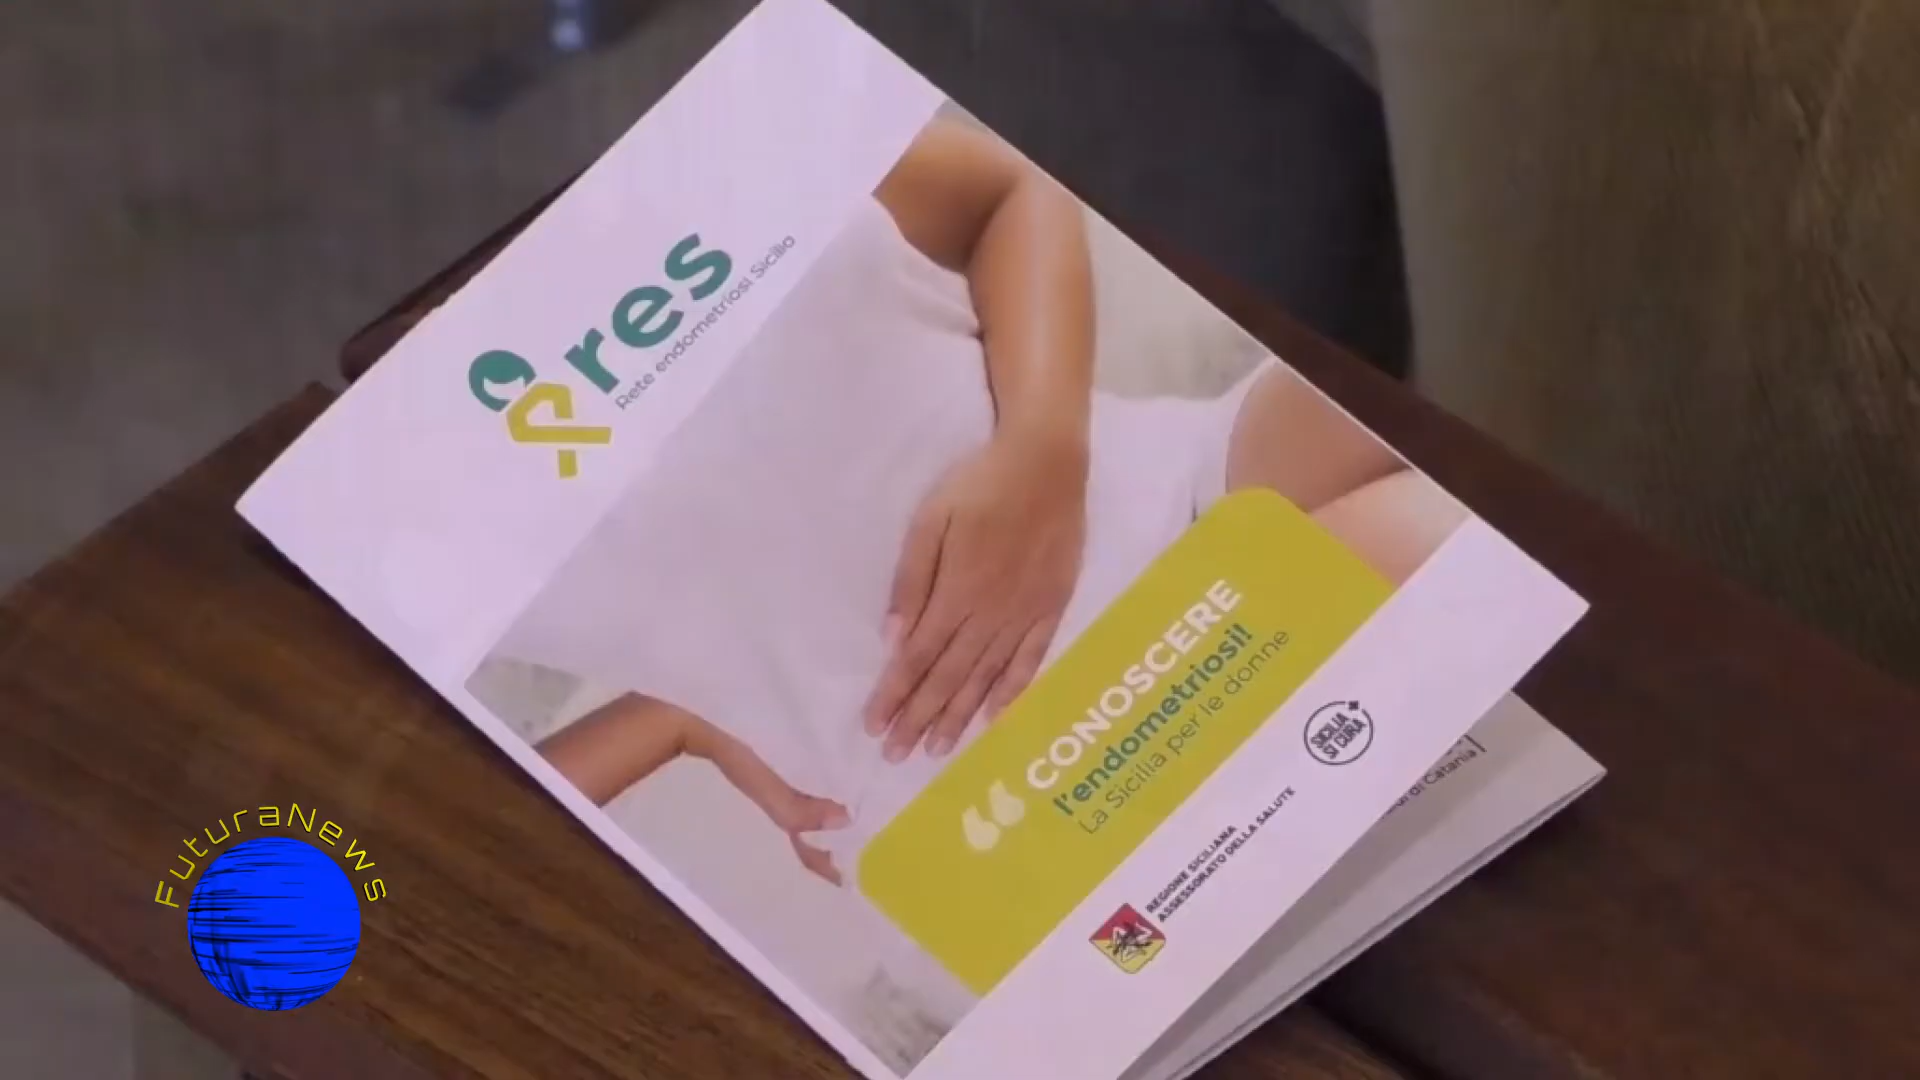 res
Rete endometriosi Sicilia
“ CONOSCERE
l'endometriosi!
La Sicilia per le donne
SICILIA
SI CURA
REGIONE SICILIANA
ASSESSORATO DELLA SALUTE
di Catania
FuturaNews